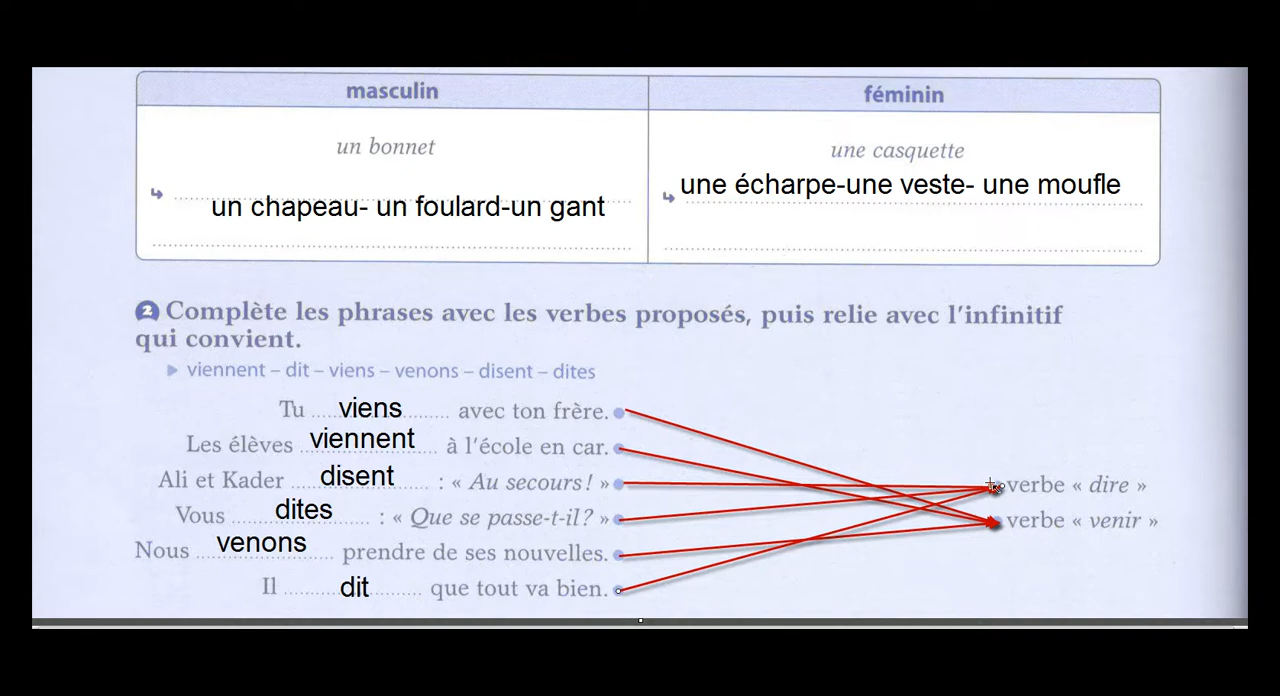 masculin
féminin
un bonnet
une casquette
un chapeau- un foulard-un gant
une écharpe-une veste- une moufle
2 Complète les phrases avec les verbes proposés, puis relie avec l'infinitif
qui convient.
viennent – dit – viens – venons – disent – dites
Tu viens avec ton frère.
Les élèves viennent à l'école en car.
Ali et Kader disent : « Au secours ! »
verbe « dire »
Vous dites : « Que se passe-t-il ? »
verbe « venir »
Nous venons prendre de ses nouvelles.
Il dit que tout va bien.